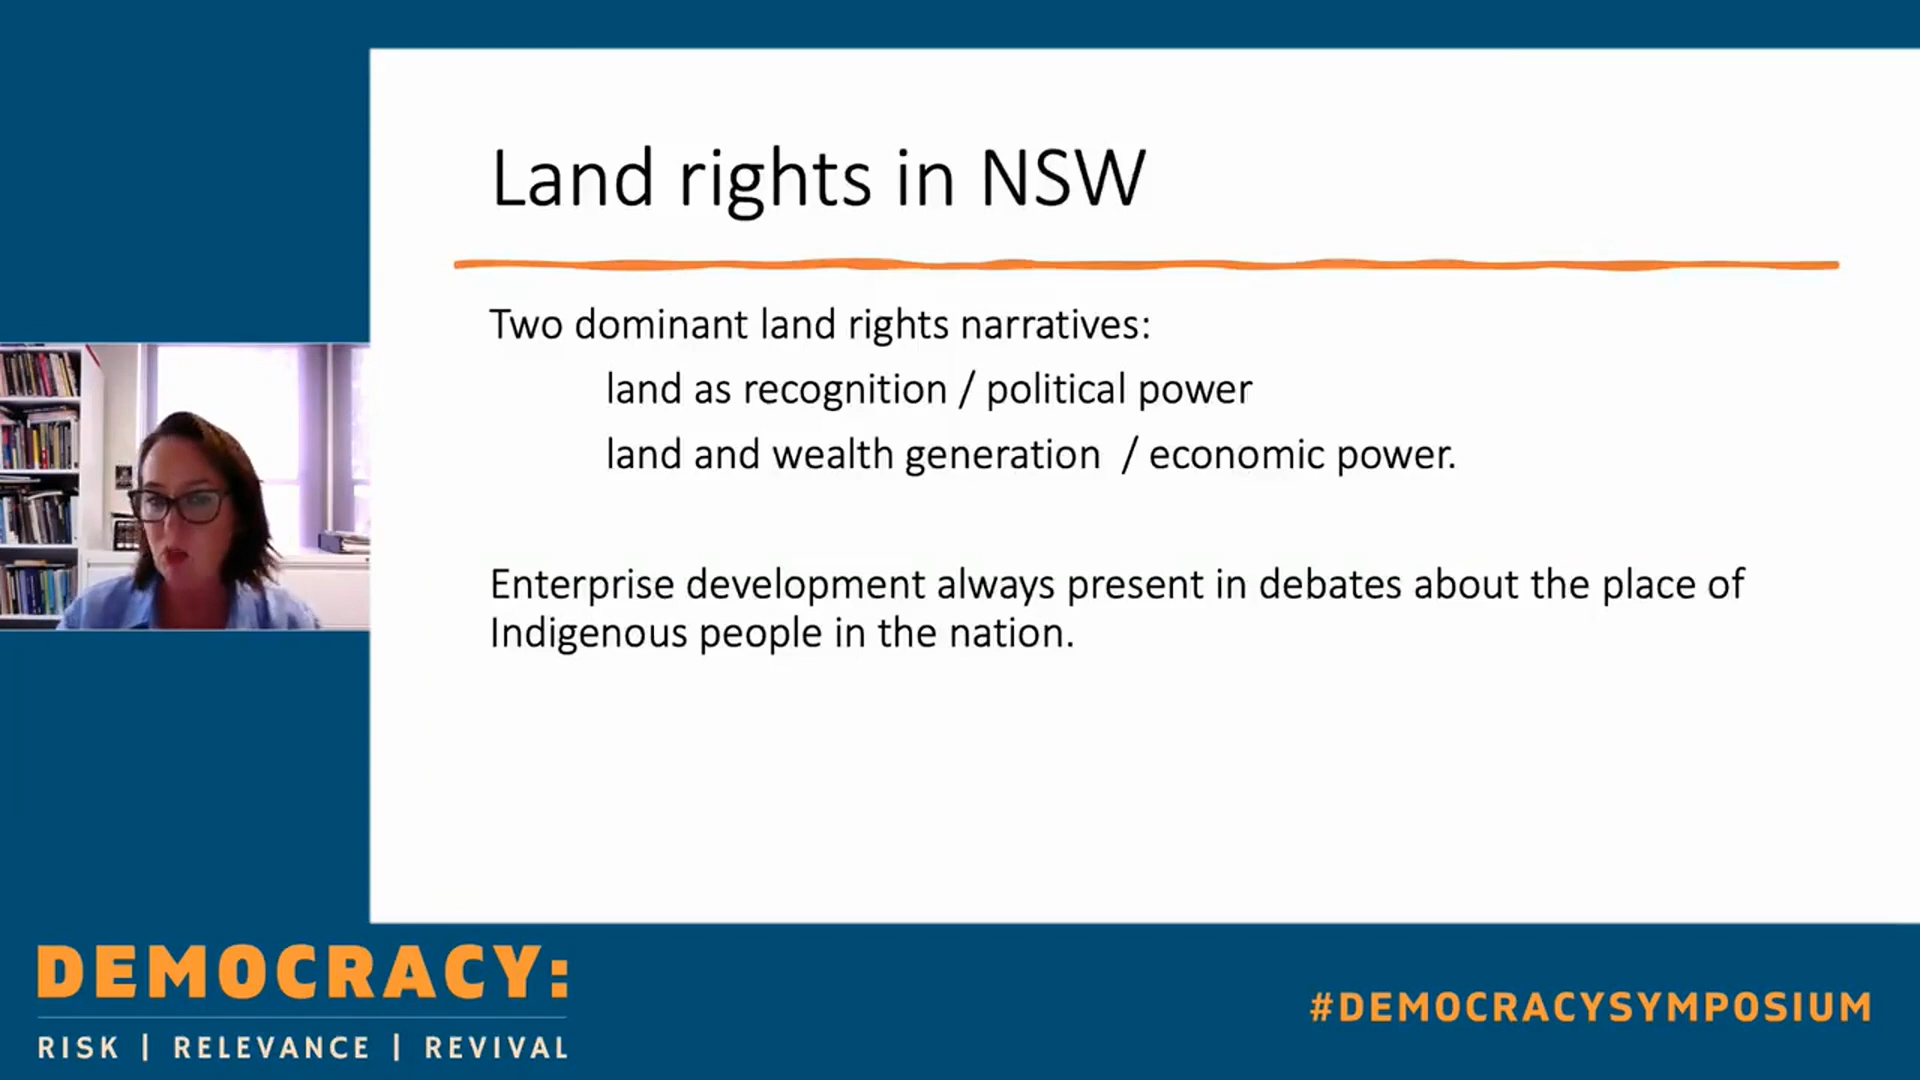 Land rights in NSW
Two dominant land rights narratives:
land as recognition / political power
land and wealth generation / economic power.
Enterprise development always present in debates about the place of
Indigenous people in the nation.
DEMOCRACY:
RISK | RELEVANCE | REVIVAL
#DEMOCRACYSYMPOSIUM